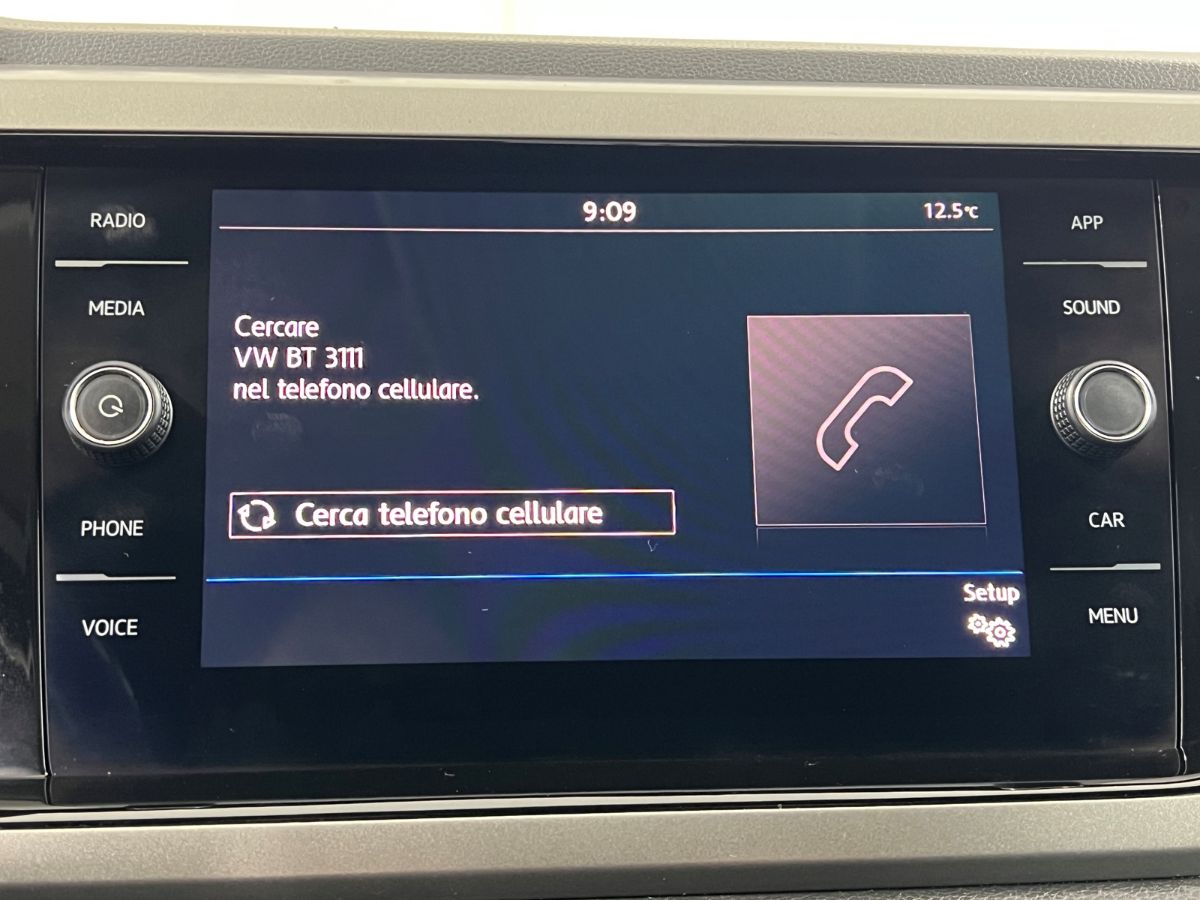 RADIO
MEDIA
PHONE
VOICE
9:09
12.5°C
Cercare
VW BT 3111
nel telefono cellulare.
Cerca telefono cellulare
Setup
APP
SOUND
CAR
MENU